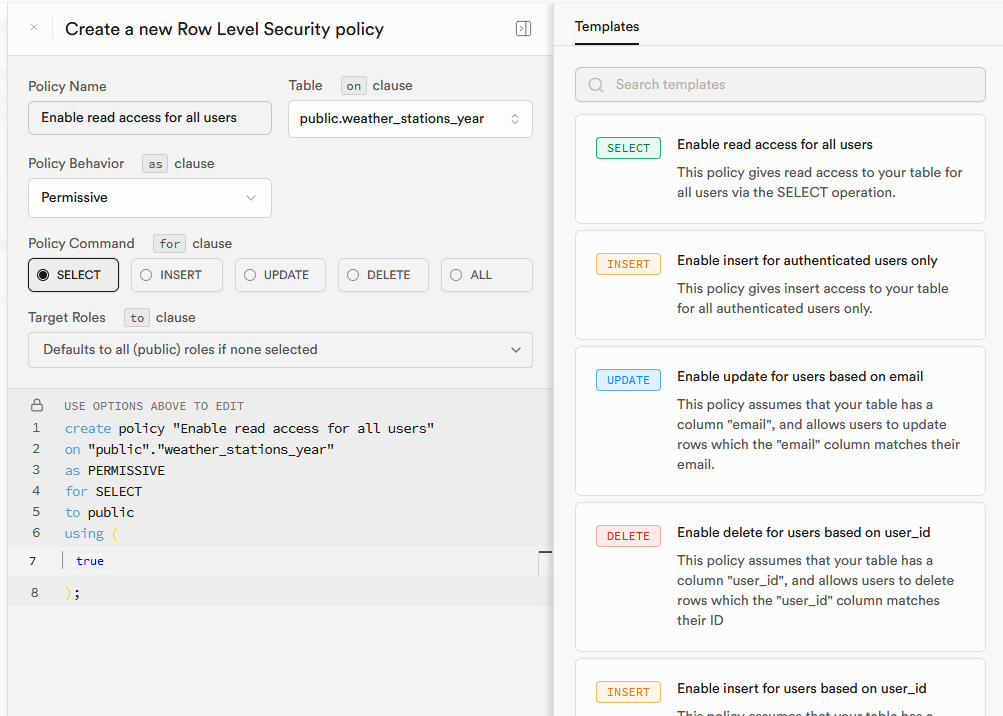 Create a new Row Level Security policy
Policy Name
Enable read access for all users
Table on clause
public.weather_stations_year
Policy Behavior as clause
Permissive
Policy Command for clause
SELECT
INSERT
UPDATE
DELETE
ALL
Target Roles to clause
Defaults to all (public) roles if none selected
USE OPTIONS ABOVE TO EDIT
1 create policy "Enable read access for all users"
2 on "public"."weather_stations_year"
3 as PERMISSIVE
4 for SELECT
5 to public
6 using (
7 true
8 );
Templates
Search templates
SELECT
Enable read access for all users
This policy gives read access to your table for
all users via the SELECT operation.
INSERT
Enable insert for authenticated users only
This policy gives insert access to your table
for all authenticated users only.
UPDATE
Enable update for users based on email
This policy assumes that your table has a
column "email", and allows users to update
rows which the "email" column matches their
email.
DELETE
Enable delete for users based on user_id
This policy assumes that your table has a
column "user_id", and allows users to delete
rows which the "user_id" column matches
their ID
INSERT
Enable insert for users based on user_id
This policy assumes that your table has a